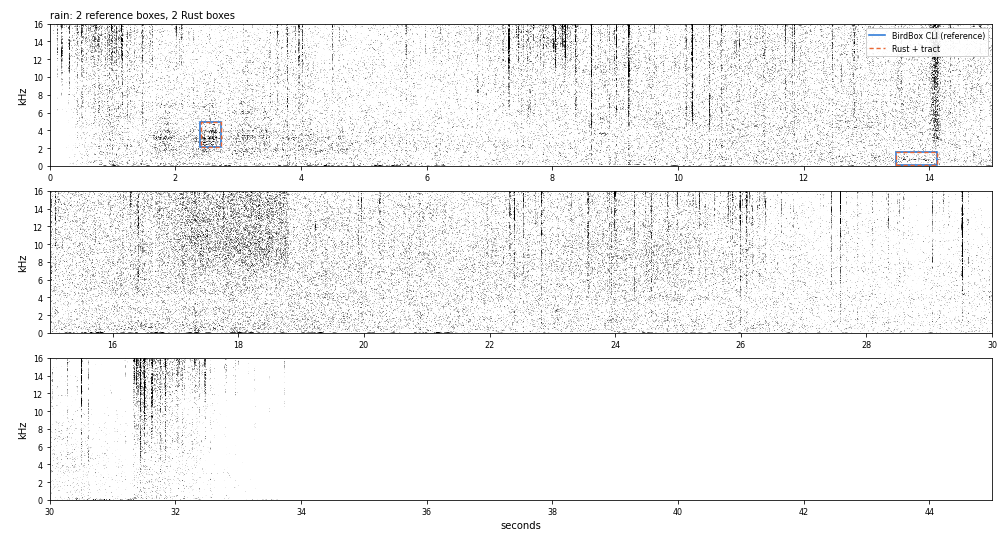 rain: 2 reference boxes, 2 Rust boxes
16
14
12
10
8
6
4
2
0
kHz
BirdBox CLI (reference)
Rust + tract
0 2 4 6 8 10 12 14
16
14
12
10
8
6
4
2
0
kHz
16 18 20 22 24 26 28 30
16
14
12
10
8
6
4
2
0
kHz
30 32 34 36 38 40 42 44
seconds